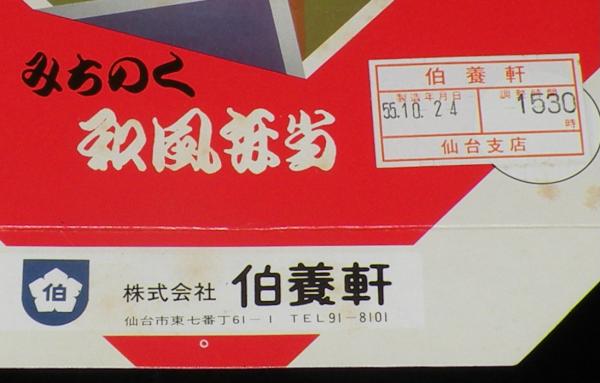 みちのく
和風弁当
伯養軒
製造年月日 調整時間
55.10.24 1530
時
仙台支店
伯 株式会社 伯養軒
仙台市東七番丁61-1 TEL91-8101